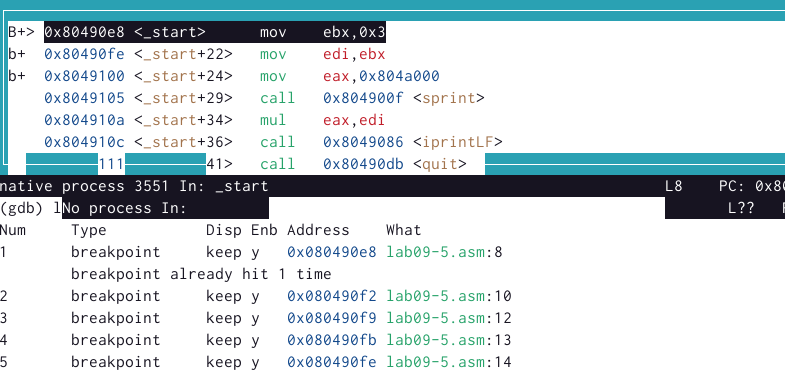 B+> 0x80490e8 <_start> mov ebx,0x3
b+ 0x80490fe <_start+22> mov edi,ebx
b+ 0x8049100 <_start+24> mov eax,0x804a000
0x8049105 <_start+29> call 0x804900f <sprint>
0x804910a <_start+34> mul eax,edi
0x804910c <_start+36> call 0x8049086 <iprintLF>
111 41> call 0x80490db <quit>
native process 3551 In: _start L8 PC: 0x80
(gdb) lNo process In: L??
Num Type Disp Enb Address What
1 breakpoint keep y 0x080490e8 lab09-5.asm:8
breakpoint already hit 1 time
2 breakpoint keep y 0x080490f2 lab09-5.asm:10
3 breakpoint keep y 0x080490f9 lab09-5.asm:12
4 breakpoint keep y 0x080490fb lab09-5.asm:13
5 breakpoint keep y 0x080490fe lab09-5.asm:14